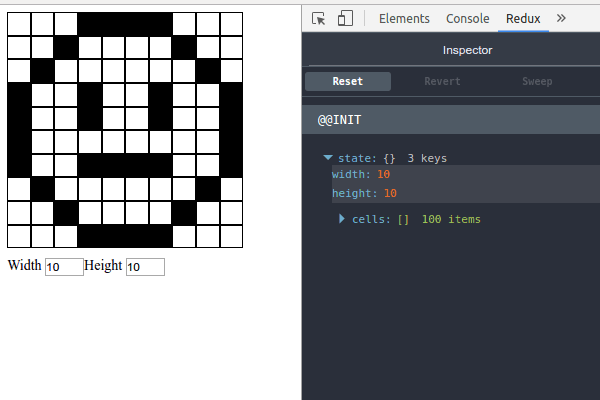 Elements Console Redux »
Inspector
Reset Revert Sweep
@@INIT
state: {} 3 keys
width: 10
height: 10
cells: [] 100 items
Width 10 Height 10